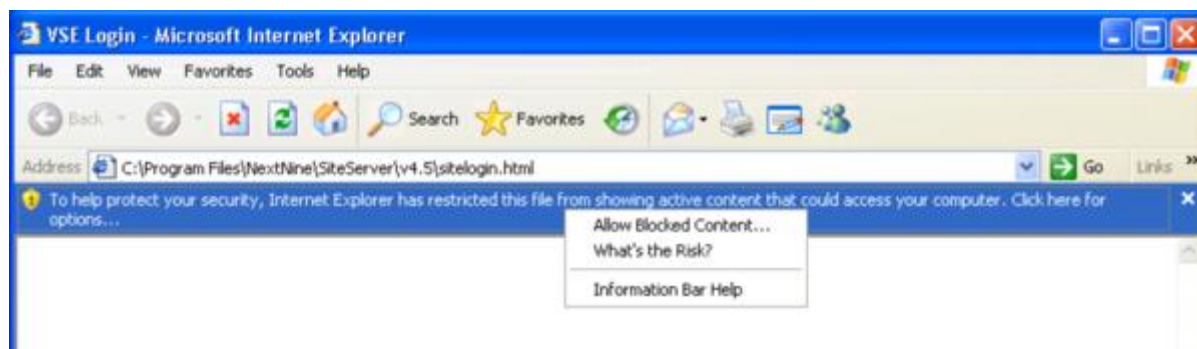 VSE Login - Microsoft Internet Explorer
File Edit View Favorites Tools Help
Back Search Favorites
Address C:\Program Files\NextNine\SiteServer\v4.5\sitelogin.html Go Links »
To help protect your security, Internet Explorer has restricted this file from showing active content that could access your computer. Click here for
options...
Allow Blocked Content...
What's the Risk?
Information Bar Help